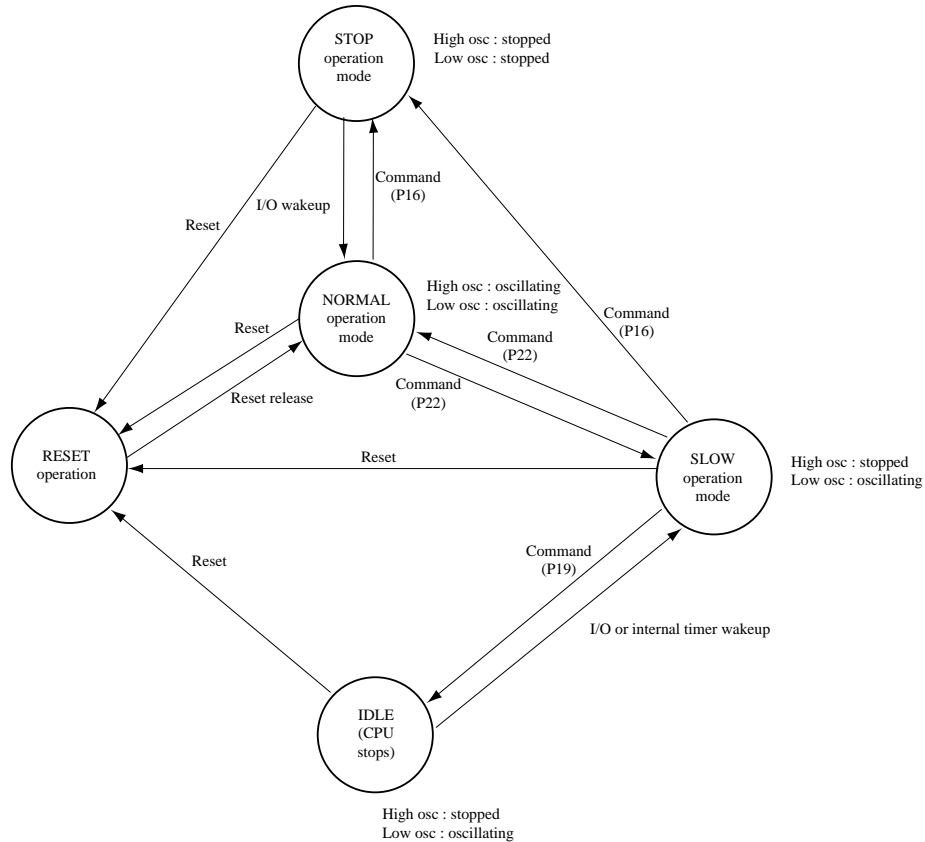 STOP
operation
mode
High osc : stopped
Low osc : stopped
Command
(P16)
I/O wakeup
Reset
NORMAL
operation
mode
High osc : oscillating
Low osc : oscillating
Command
(P16)
Reset
Command
(P22)
Command
(P22)
Reset release
RESET
operation
Reset
SLOW
operation
mode
High osc : stopped
Low osc : oscillating
Command
(P19)
Reset
I/O or internal timer wakeup
IDLE
(CPU
stops)
High osc : stopped
Low osc : oscillating